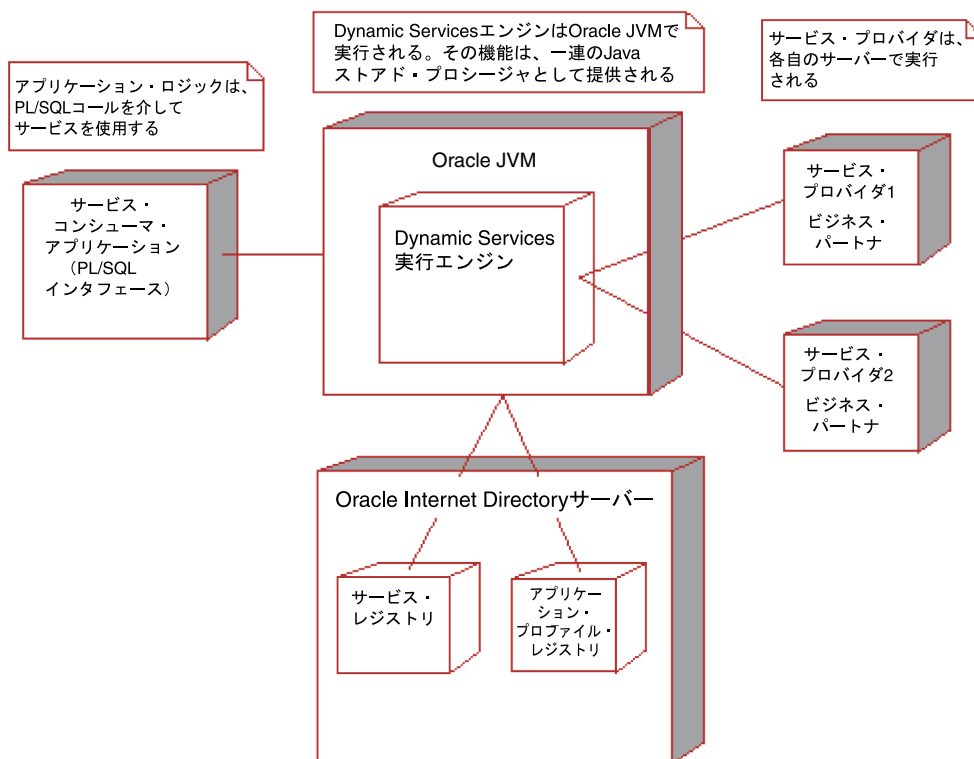 アプリケーション・ロジックは、
PL/SQLコールを介して
サービスを使用する
Dynamic ServicesエンジンはOracle JVMで
実行される。その機能は、一連のJava
ストアド・プロシージャとして提供される
サービス・プロバイダは、
各自のサーバーで実行
される
サービス・
コンシューマ・
アプリケーション
(PL/SQL
インタフェース)
Oracle JVM
Dynamic Services
実行エンジン
サービス・
プロバイダ1
ビジネス・
パートナ
サービス・
プロバイダ2
ビジネス・
パートナ
Oracle Internet Directoryサーバー
サービス・
レジストリ
アプリケー
ション・
プロファイル・
レジストリ